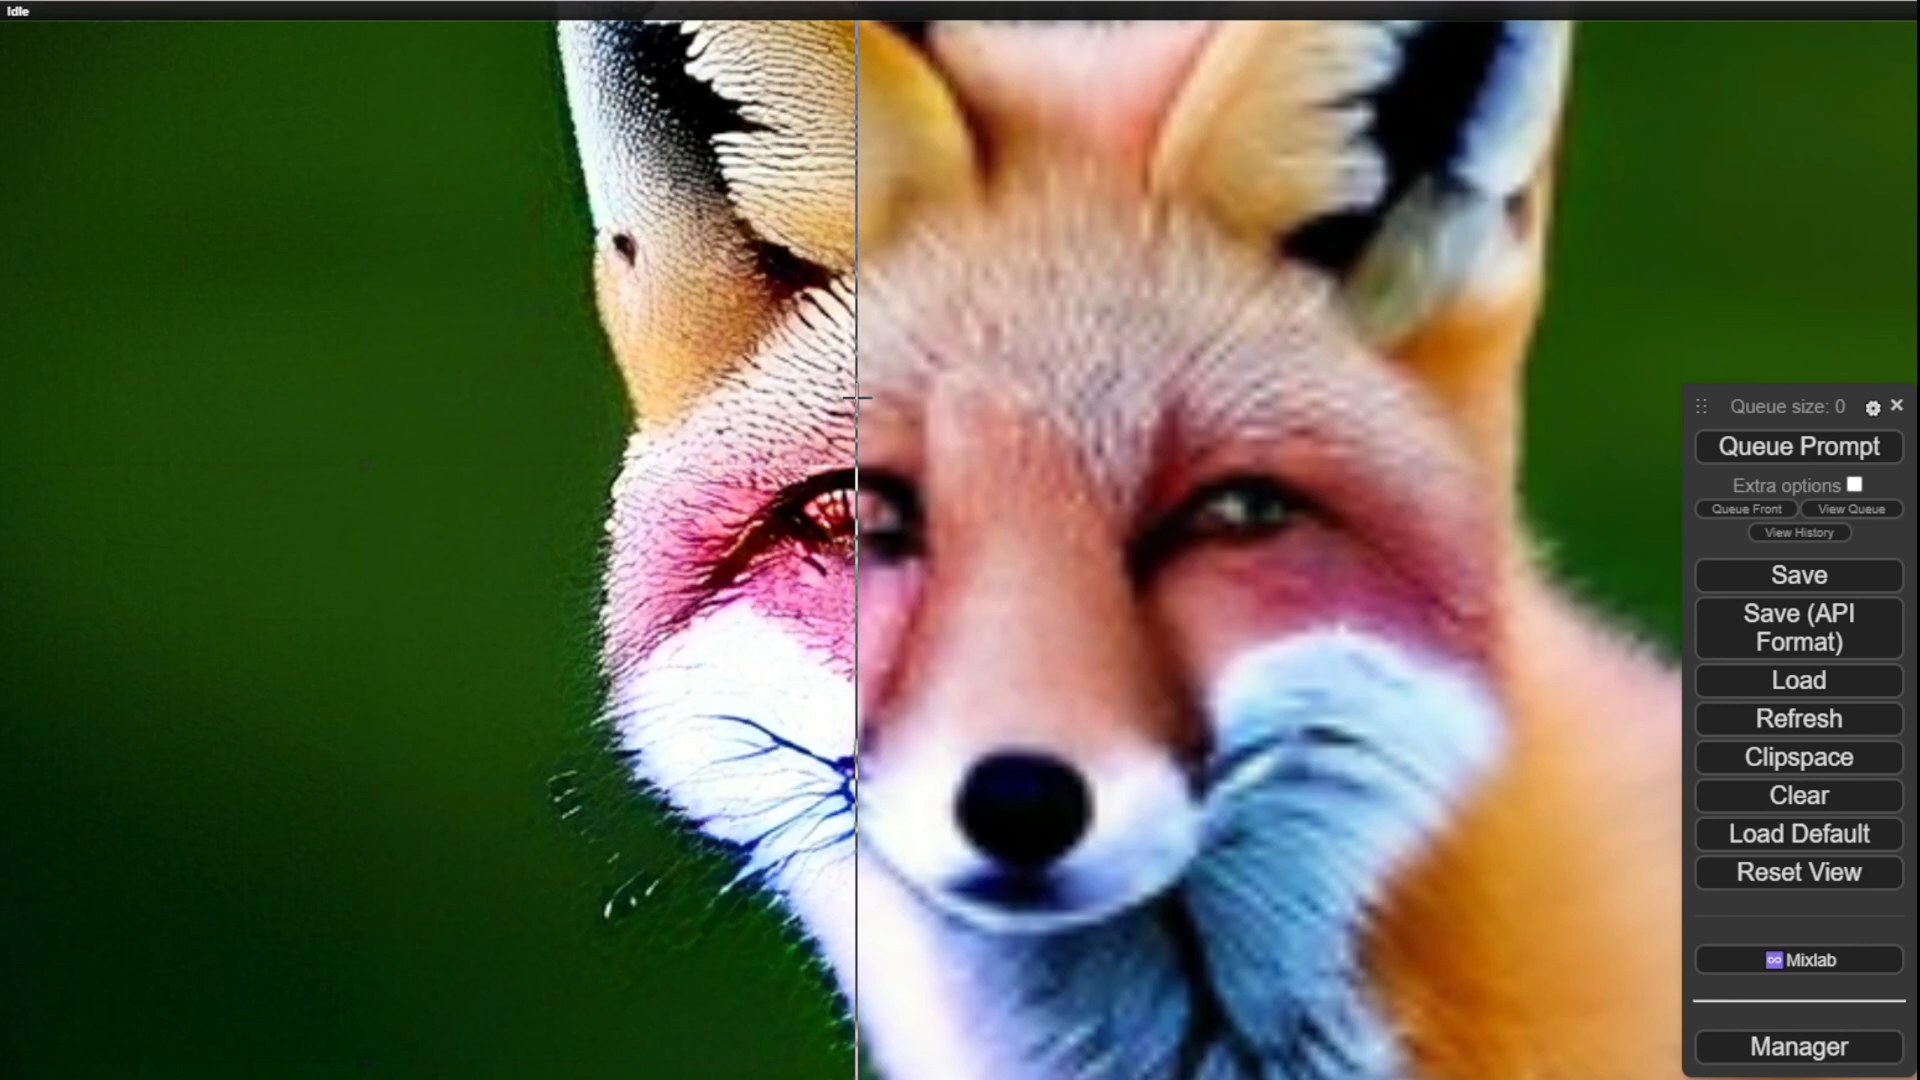 Idle
Queue size: 0
Queue Prompt
Extra options
Queue Front
View Queue
View History
Save
Save (API
Format)
Load
Refresh
Clipspace
Clear
Load Default
Reset View
Mixlab
Manager